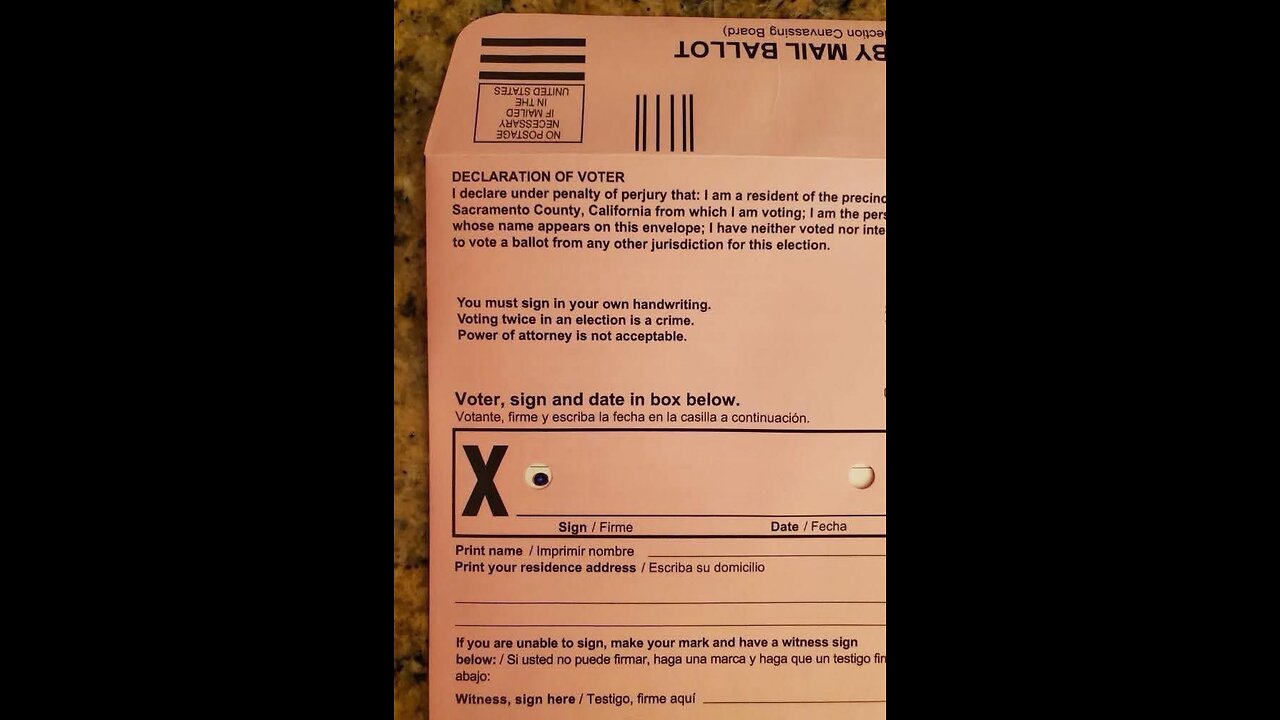 ection Canvassing Board)
BY MAIL BALLOT
NO POSTAGE
NECESSARY
IF MAILED
IN THE
UNITED STATES
DECLARATION OF VOTER
I declare under penalty of perjury that: I am a resident of the precinc
Sacramento County, California from which I am voting; I am the pers
whose name appears on this envelope; I have neither voted nor inte
to vote a ballot from any other jurisdiction for this election.
You must sign in your own handwriting.
Voting twice in an election is a crime.
Power of attorney is not acceptable.
Voter, sign and date in box below.
Votante, firme y escriba la fecha en la casilla a continuación.
X
Sign / Firme Date / Fecha
Print name / Imprimir nombre
Print your residence address / Escriba su domicilio
If you are unable to sign, make your mark and have a witness sign
below: / Si usted no puede firmar, haga una marca y haga que un testigo fir
abajo:
Witness, sign here / Testigo, firme aquí